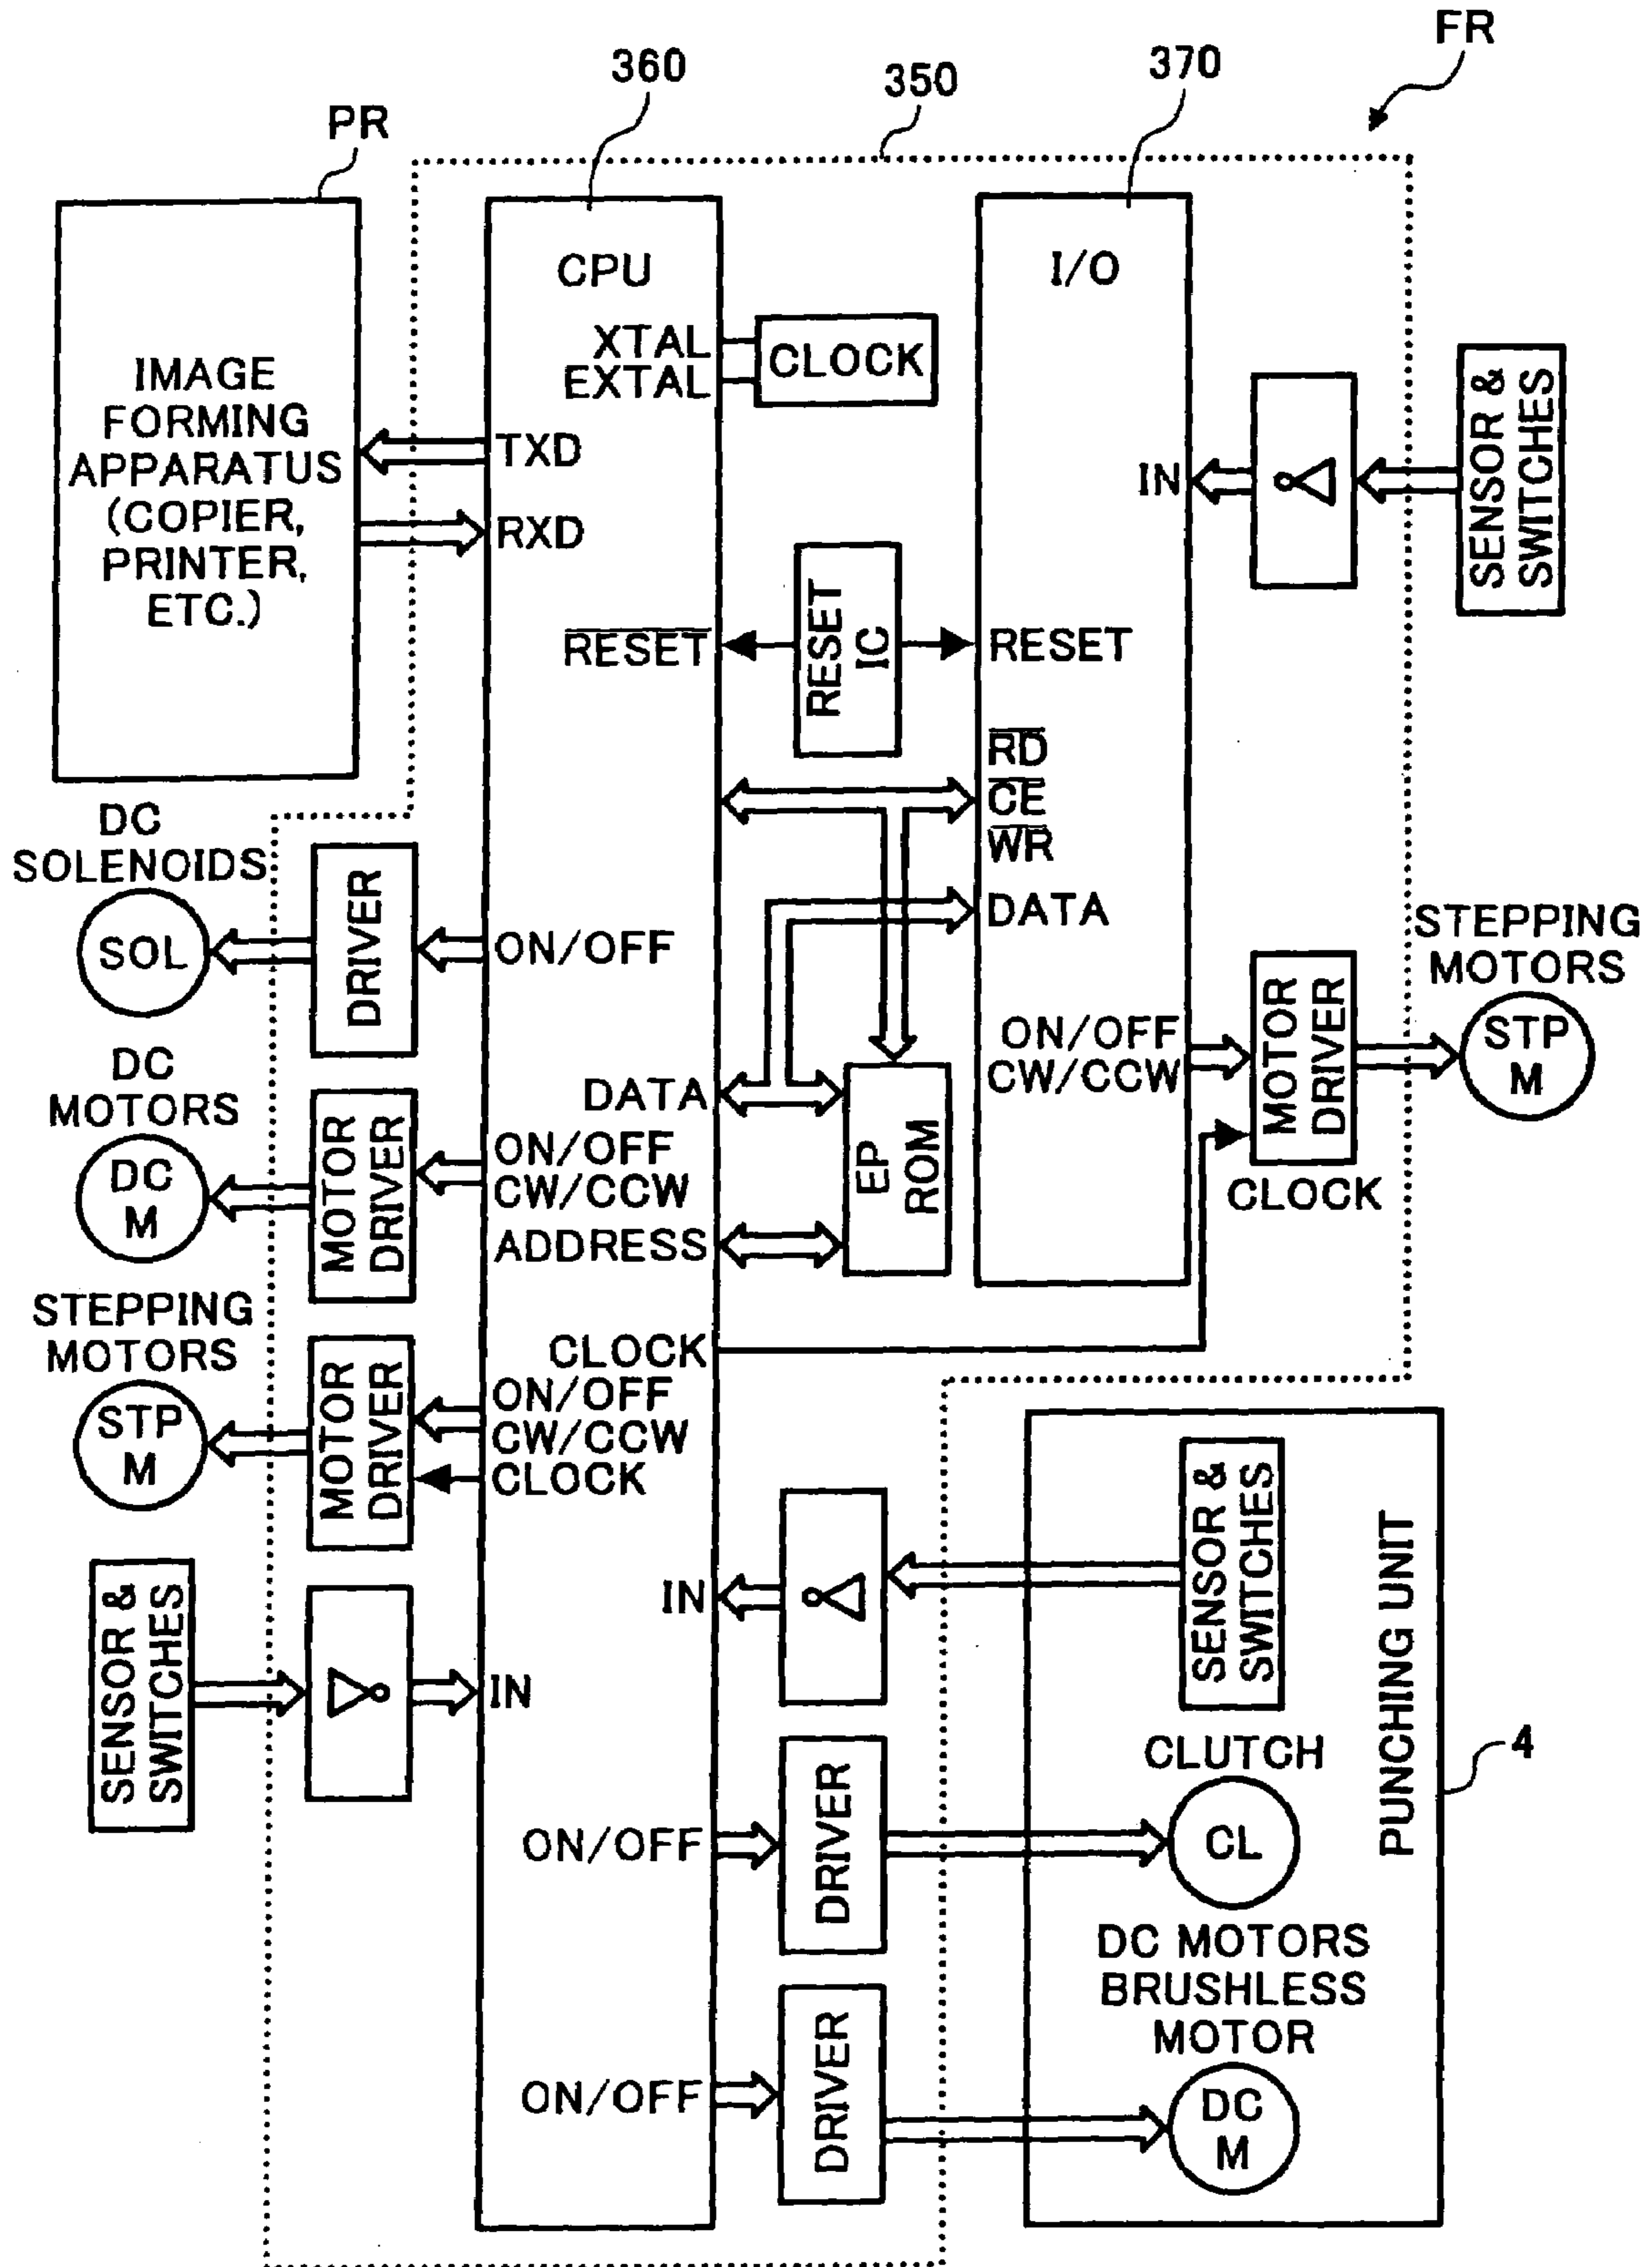 FR
360
350
370
PR
CPU
I/O
XTAL
EXTAL
CLOCK
IMAGE
FORMING
APPARATUS
(COPIER,
PRINTER,
ETC.)
TXD
RXD
IN
SENSOR &
SWITCHES
RESET
RESET
IC
RESET
RD
CE
WR
DATA
DC
SOLENOIDS
SOL
DRIVER
ON/OFF
STEPPING
MOTORS
STP
M
ON/OFF
CW/CCW
MOTOR
DRIVER
CLOCK
DATA
EP
ROM
DC
MOTORS
DC
M
MOTOR
DRIVER
ON/OFF
CW/CCW
ADDRESS
CLOCK
STEPPING
MOTORS
STP
M
MOTOR
DRIVER
ON/OFF
CW/CCW
CLOCK
SENSOR &
SWITCHES
IN
IN
SENSOR &
SWITCHES
PUNCHING UNIT
4
CLUTCH
CL
ON/OFF
DRIVER
DC MOTORS
BRUSHLESS
MOTOR
DC
M
ON/OFF
DRIVER